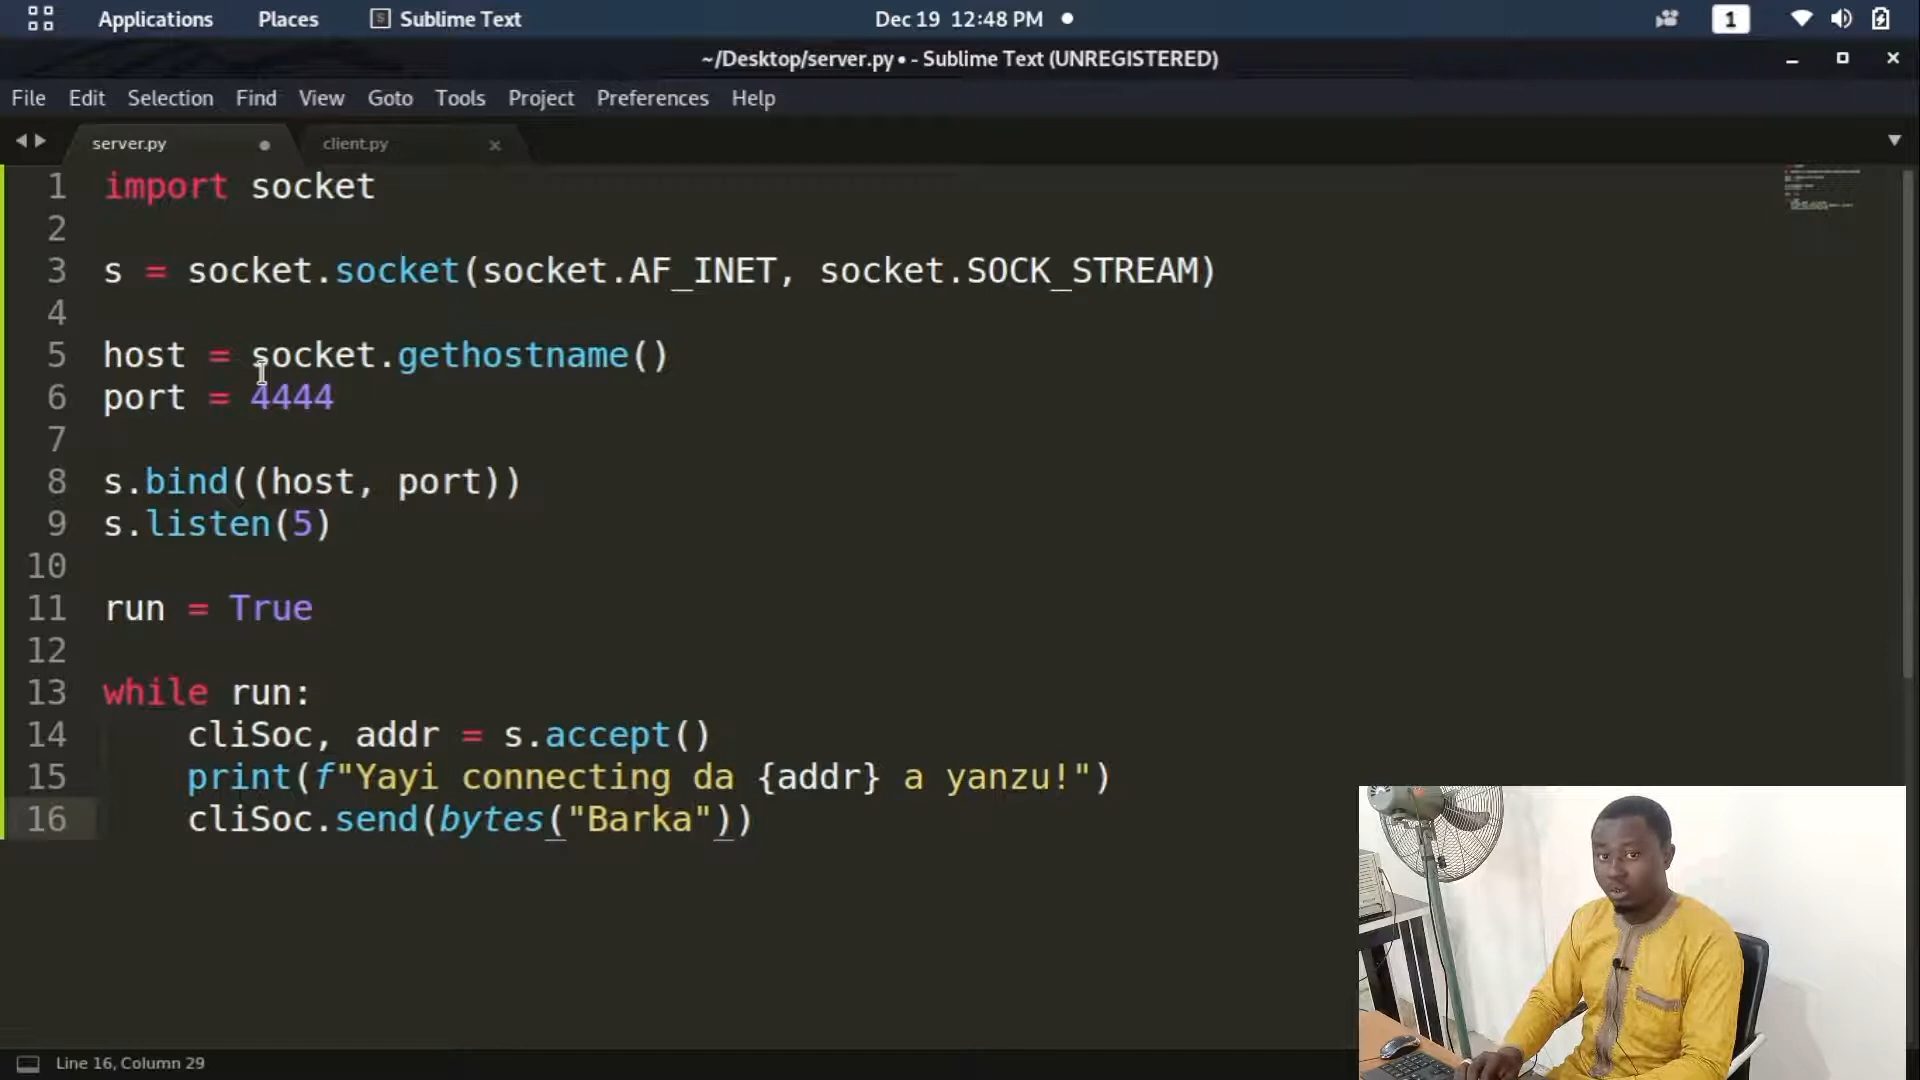 Applications Places Sublime Text Dec 19 12:48 PM 1
~/Desktop/server.py • - Sublime Text (UNREGISTERED)
File Edit Selection Find View Goto Tools Project Preferences Help
server.py client.py
1 import socket
2
3 s = socket.socket(socket.AF_INET, socket.SOCK_STREAM)
4
5 host = socket.gethostname()
6 port = 4444
7
8 s.bind((host, port))
9 s.listen(5)
10
11 run = True
12
13 while run:
14 cliSoc, addr = s.accept()
15 print(f"Yayi connecting da {addr} a yanzu!")
16 cliSoc.send(bytes("Barka"))
Line 16, Column 29